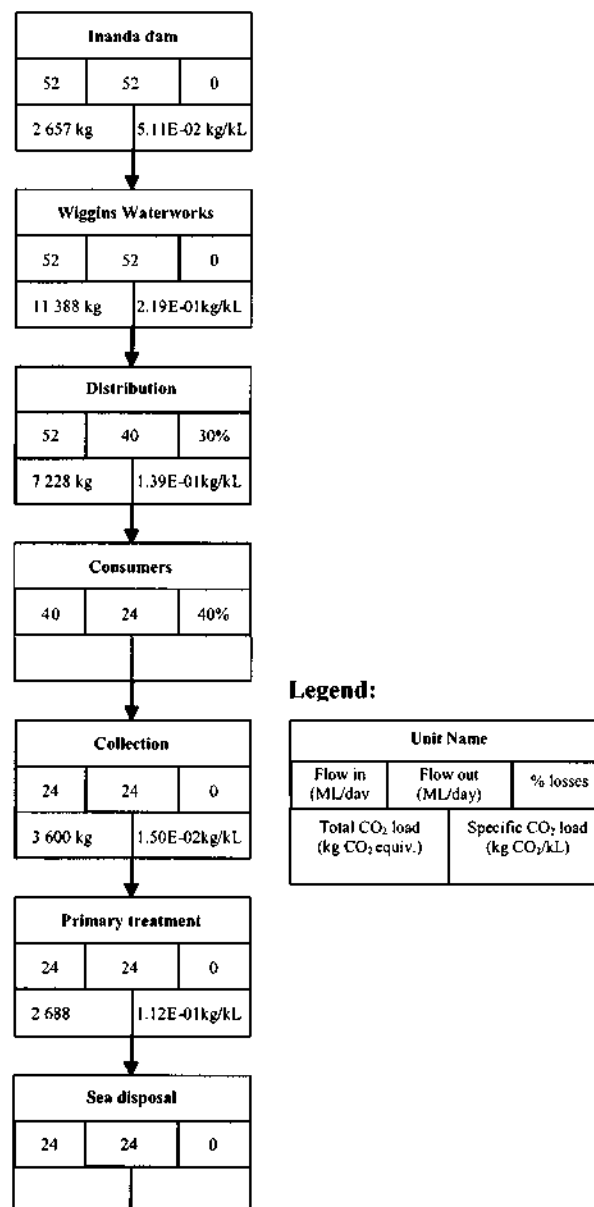 Inanda dam
52 52 0
2 657 kg 5.11E-02 kg/kL
Wiggins Waterworks
52 52 0
11 388 kg 2.19E-01kg/kL
Distribution
52 40 30%
7 228 kg 1.39E-01kg/kL
Consumers
40 24 40%
Legend:
Unit Name
Flow in Flow out % losses
(ML/day (ML/day)
Total CO₂ load Specific CO₂ load
(kg CO₂ equiv.) (kg CO₂/kL)
Collection
24 24 0
3 600 kg 1.50E-02kg/kL
Primary treatment
24 24 0
2 688 1.12E-01kg/kL
Sea disposal
24 24 0